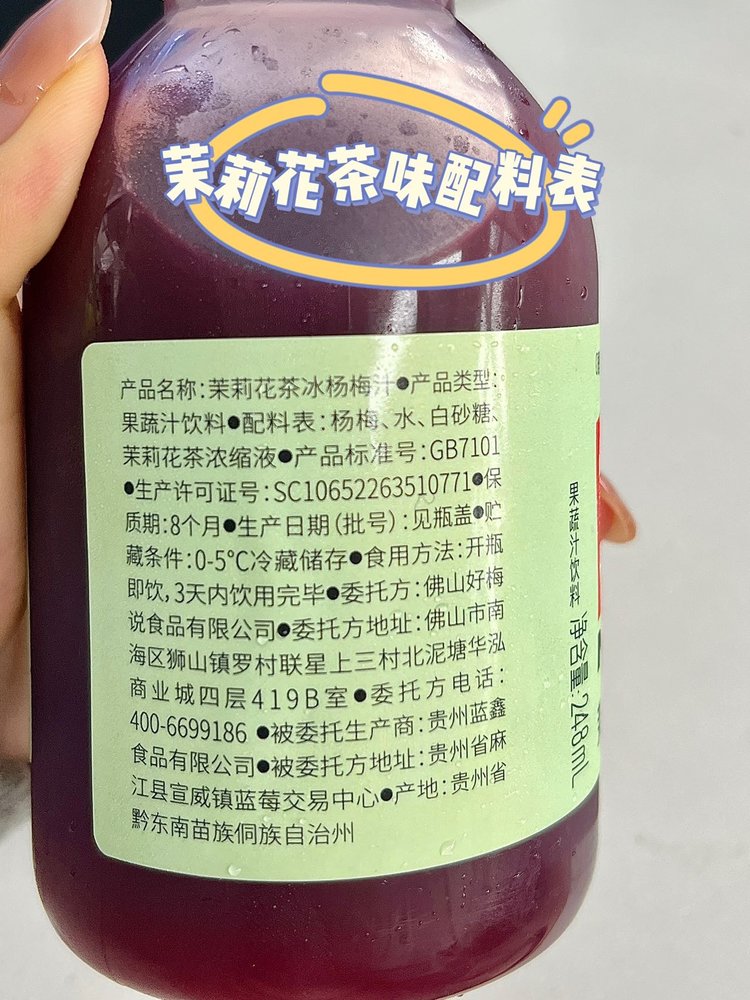 茉莉花茶味配料表
产品名称:茉莉花茶冰杨梅汁●产品类型:
果蔬汁饮料●配料表:杨梅、水、白砂糖、
茉莉花茶浓缩液●产品标准号:GB7101
●生产许可证号:SC10652263510771●保
质期:8个月●生产日期(批号):见瓶盖●贮
藏条件:0-5℃冷藏储存●食用方法:开瓶
即饮,3天内饮用完毕●委托方:佛山好梅
说食品有限公司●委托方地址:佛山市南
海区狮山镇罗村联星上三村北泥塘华泓
商业城四层419B室●委托方电话:
400-6699186●被委托生产商:贵州蓝鑫
食品有限公司●被委托方地址:贵州省麻
江县宣威镇蓝莓交易中心●产地:贵州省
黔东南苗族侗族自治州
果蔬汁饮料 净含量:248mL